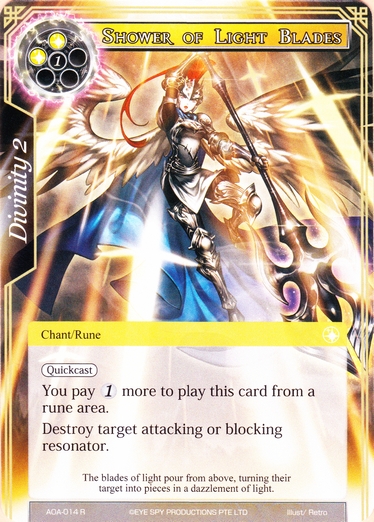 Shower of Light Blades
1
Divinity 2
Chant/Rune
Quickcast
You pay 1 more to play this card from a
rune area.
Destroy target attacking or blocking
resonator.
The blades of light pour from above, turning their
target into pieces in a dazzlement of light.
AOA-014 R ©EYE SPY PRODUCTIONS PTE LTD Illust/ Retro